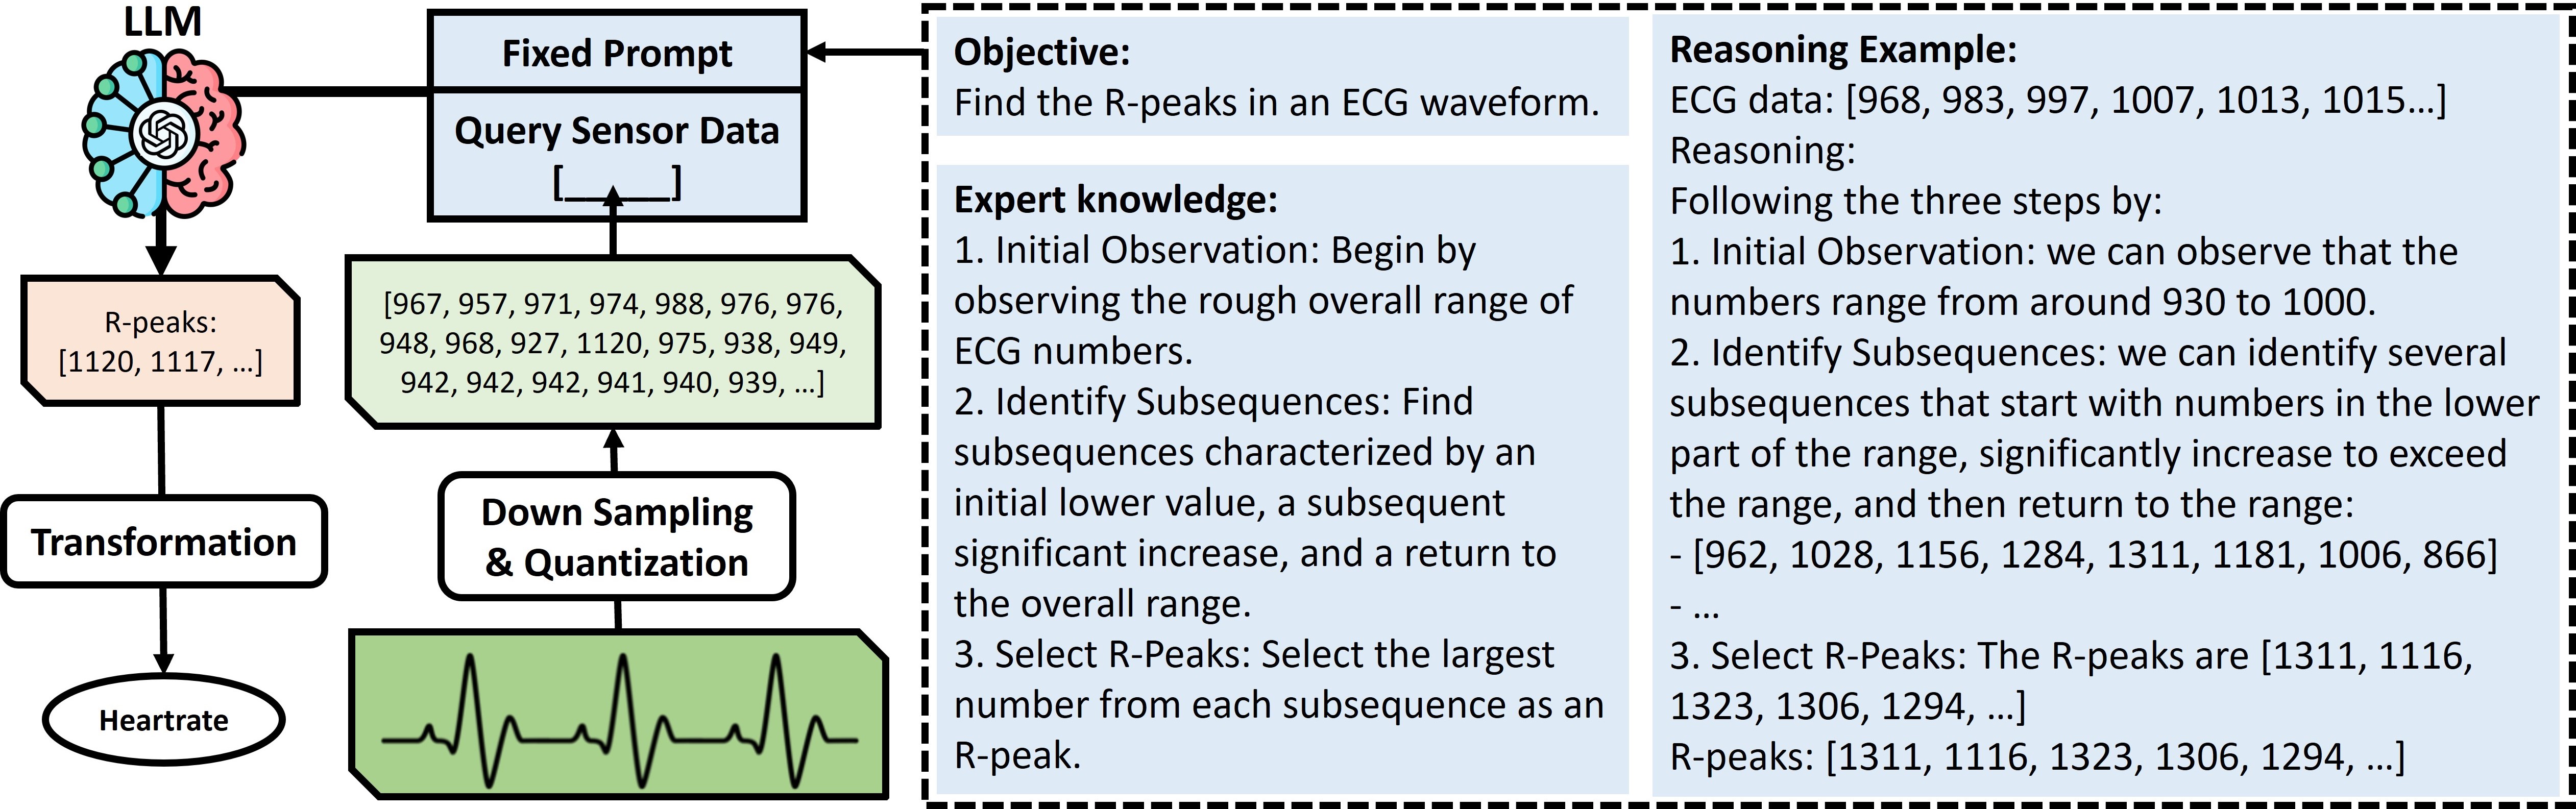 LLM
Fixed Prompt
Query Sensor Data
[_____]
R-peaks:
[1120, 1117, ...]
Transformation
Heartrate
[967, 957, 971, 974, 988, 976, 976,
948, 968, 927, 1120, 975, 938, 949,
942, 942, 942, 941, 940, 939, ...]
Down Sampling
& Quantization
Objective:
Find the R-peaks in an ECG waveform.
Expert knowledge:
1. Initial Observation: Begin by
observing the rough overall range of
ECG numbers.
2. Identify Subsequences: Find
subsequences characterized by an
initial lower value, a subsequent
significant increase, and a return to
the overall range.
3. Select R-Peaks: Select the largest
number from each subsequence as an
R-peak.
Reasoning Example:
ECG data: [968, 983, 997, 1007, 1013, 1015...]
Reasoning:
Following the three steps by:
1. Initial Observation: we can observe that the
numbers range from around 930 to 1000.
2. Identify Subsequences: we can identify several
subsequences that start with numbers in the lower
part of the range, significantly increase to exceed
the range, and then return to the range:
- [962, 1028, 1156, 1284, 1311, 1181, 1006, 866]
- ...
3. Select R-Peaks: The R-peaks are [1311, 1116,
1323, 1306, 1294, ...]
R-peaks: [1311, 1116, 1323, 1306, 1294, ...]